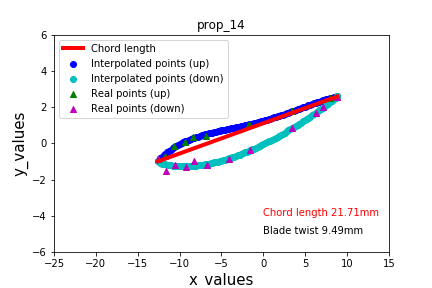 prop_14
Chord length
Interpolated points (up)
Interpolated points (down)
Real points (up)
Real points (down)
y_values
6
4
2
0
−2
−4
−6
Chord length 21.71mm
Blade twist 9.49mm
−25
−20
−15
−10
−5
0
5
10
15
x_values